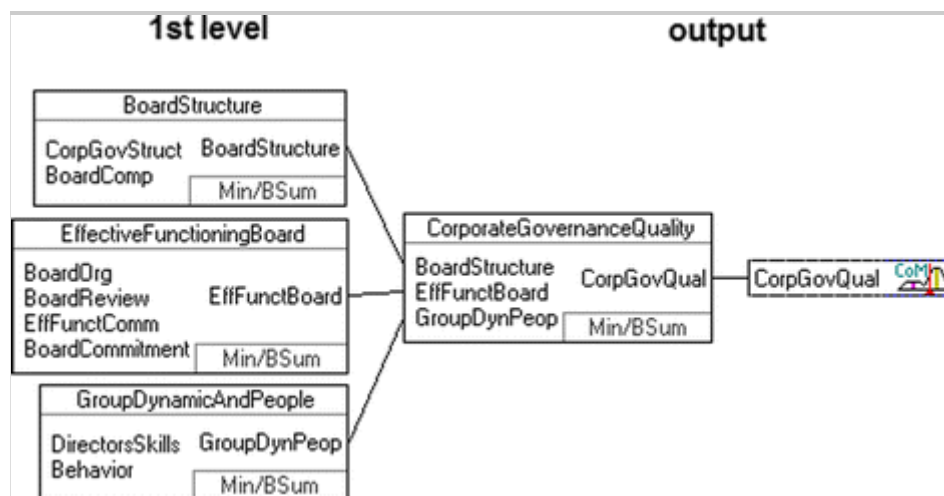 1st level
output
BoardStructure
CorpGovStruct BoardStructure
BoardComp
Min/BSum
EffectiveFunctioningBoard
BoardOrg
BoardReview
EffFunctComm
BoardCommitment
EffFunctBoard
Min/BSum
GroupDynamicAndPeople
DirectorsSkills GroupDynPeop
Behavior
Min/BSum
CorporateGovernanceQuality
BoardStructure
EffFunctBoard
GroupDynPeop
CorpGovQual
Min/BSum
CorpGovQual CoM